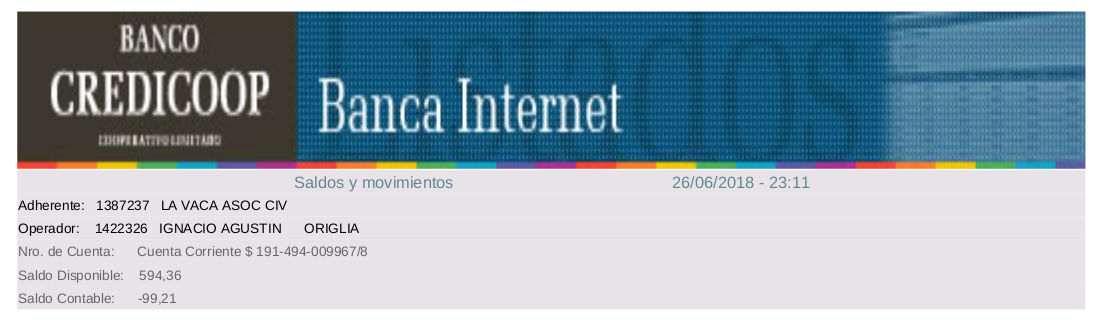 BANCO
CREDICOOP
COOPERATIVO LIMITADO
Banca Internet
Saldos y movimientos 26/06/2018 - 23:11
Adherente: 1387237 LA VACA ASOC CIV
Operador: 1422326 IGNACIO AGUSTIN ORIGLIA
Nro. de Cuenta: Cuenta Corriente $ 191-494-009967/8
Saldo Disponible: 594,36
Saldo Contable: -99,21